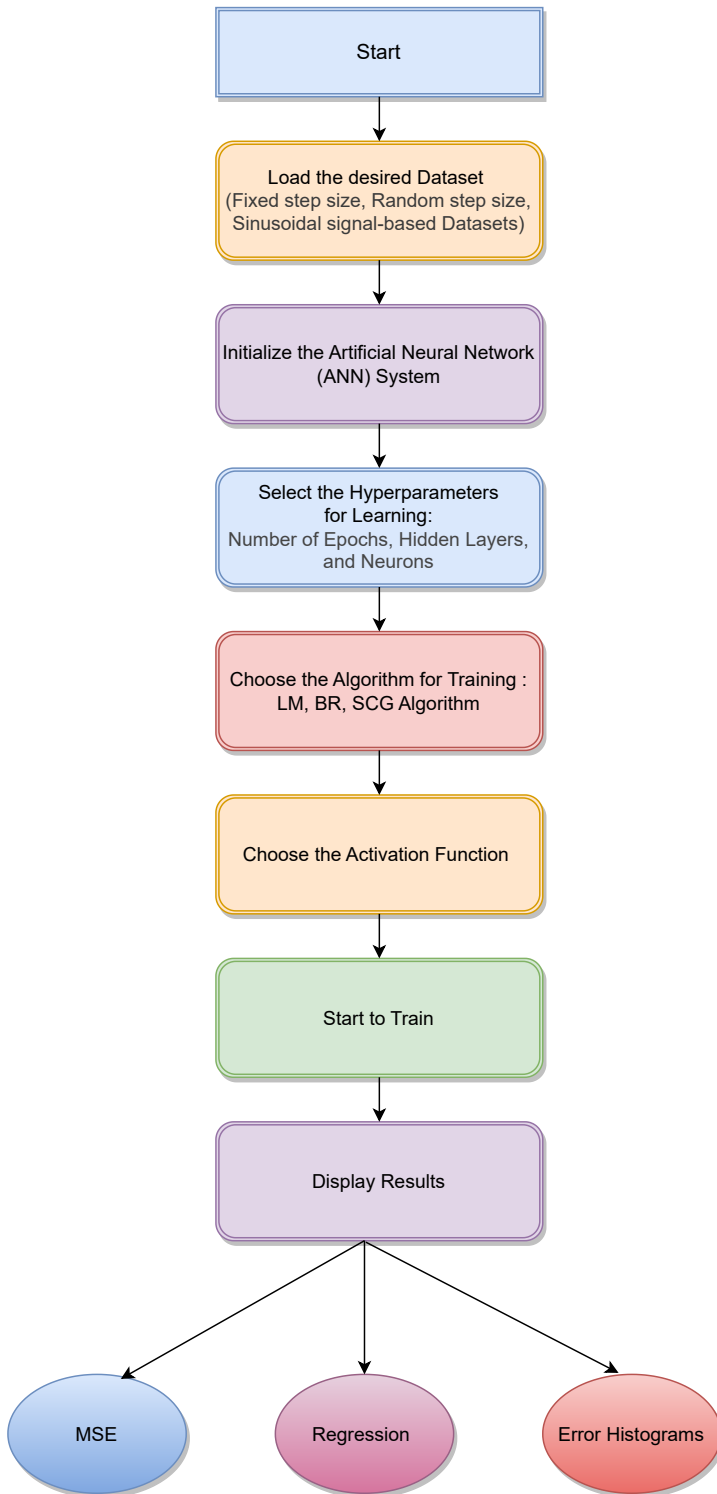 Start
Load the desired Dataset
(Fixed step size, Random step size,
Sinusoidal signal-based Datasets)
Initialize the Artificial Neural Network
(ANN) System
Select the Hyperparameters
for Learning:
Number of Epochs, Hidden Layers,
and Neurons
Choose the Algorithm for Training :
LM, BR, SCG Algorithm
Choose the Activation Function
Start to Train
Display Results
MSE
Regression
Error Histograms